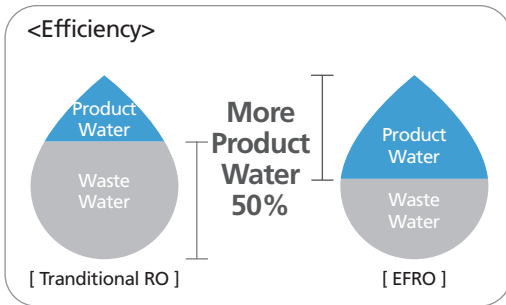 <Efficiency>
Product
Water
Waste
Water
[ Tranditional RO ]
More
Product
Water
50%
Product
Water
Waste
Water
[ EFRO ]